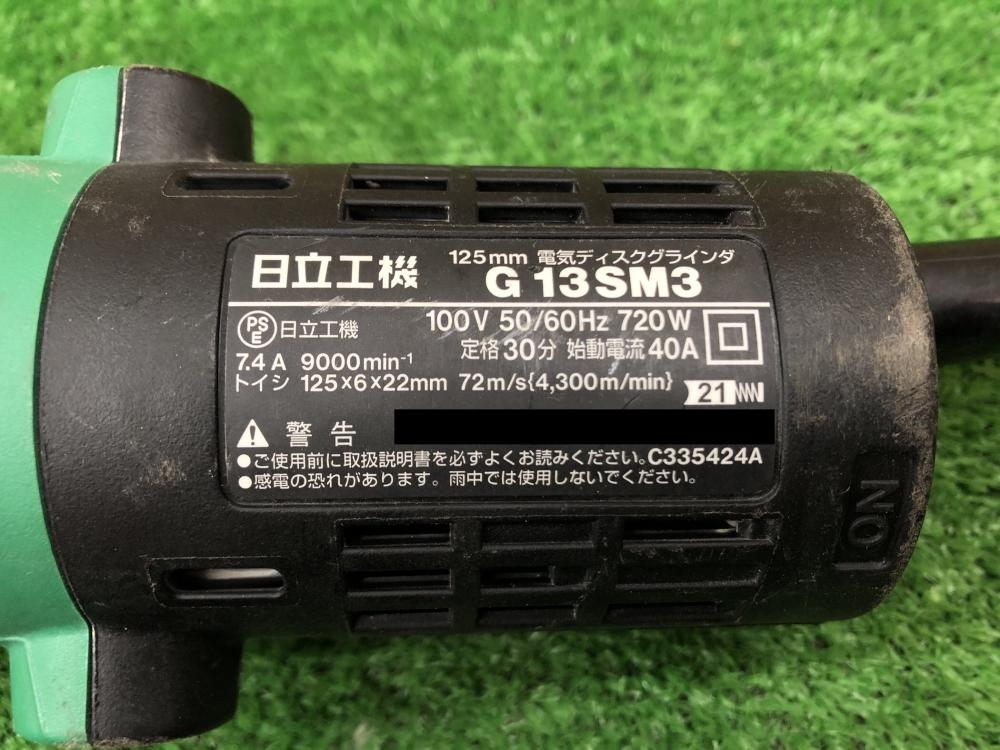 125mm 電気ディスクグラインダ
日立工機 G 13SM3
PSE 日立工機 100V 50/60Hz 720W
7.4A 9000min⁻¹ 定格30分 始動電流40A
トイシ 125×6×22mm 72m/s{4,300m/min} 21
⚠警告
●ご使用前に取扱説明書を必ずよくお読みください。C335424A
●感電の恐れがあります。雨中では使用しないでください。
ON